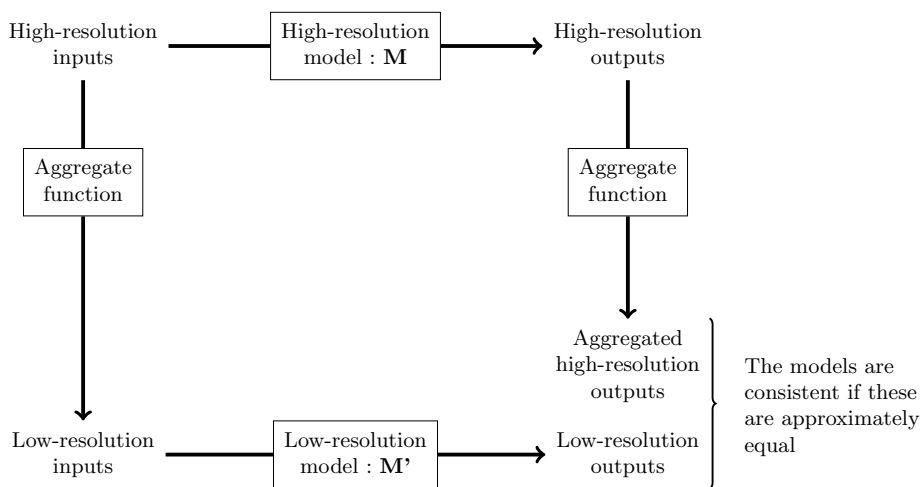 High-resolution
inputs
High-resolution
model : M
High-resolution
outputs
Aggregate
function
Aggregate
function
Aggregated
high-resolution
outputs
The models are
consistent if these
are approximately
equal
Low-resolution
inputs
Low-resolution
model : M’
Low-resolution
outputs